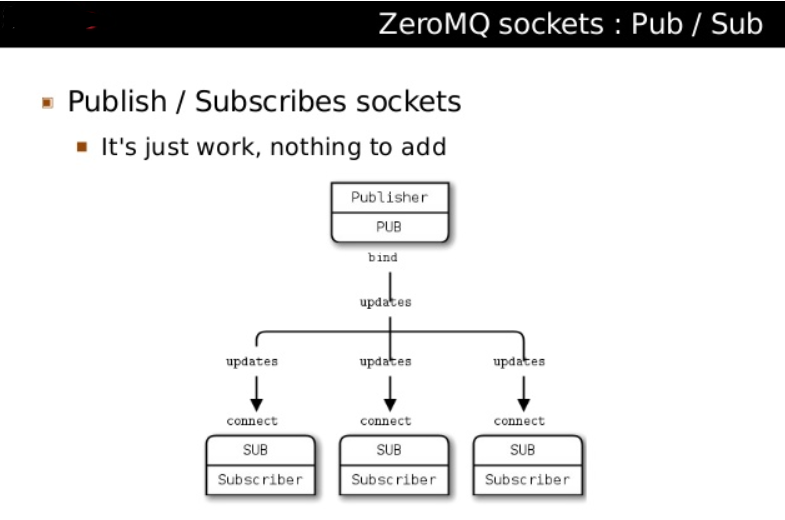 ZeroMQ sockets : Pub / Sub
Publish / Subscribes sockets
It's just work, nothing to add
Publisher
PUB
bind
updates
updates updates updates
connect connect connect
SUB SUB SUB
Subscriber Subscriber Subscriber